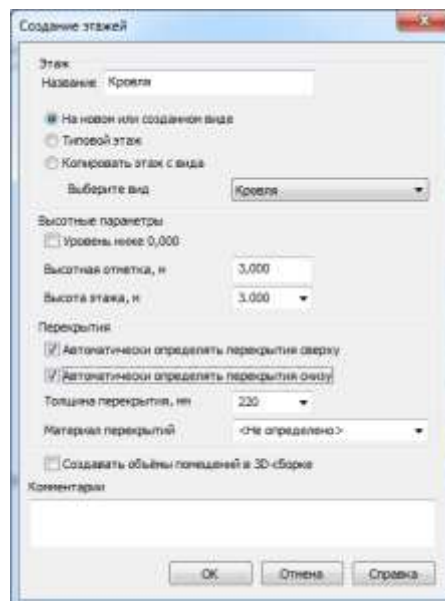 Создание этажей
Этаж
Название Кровля
На новом или созданном виде
Типовой этаж
Копировать этаж с вида
Выберите вид Кровля
Высотные параметры
Уровень ниже 0,000
Высотная отметка, м 3,000
Высота этажа, м 3.000
Перекрытия
Автоматически определять перекрытия сверху
Автоматически определять перекрытия снизу
Толщина перекрытия, мм 220
Материал перекрытий <Не определено>
Создавать объёмы помещений в 3D-сборке
Комментарии
ОК Отмена Справка